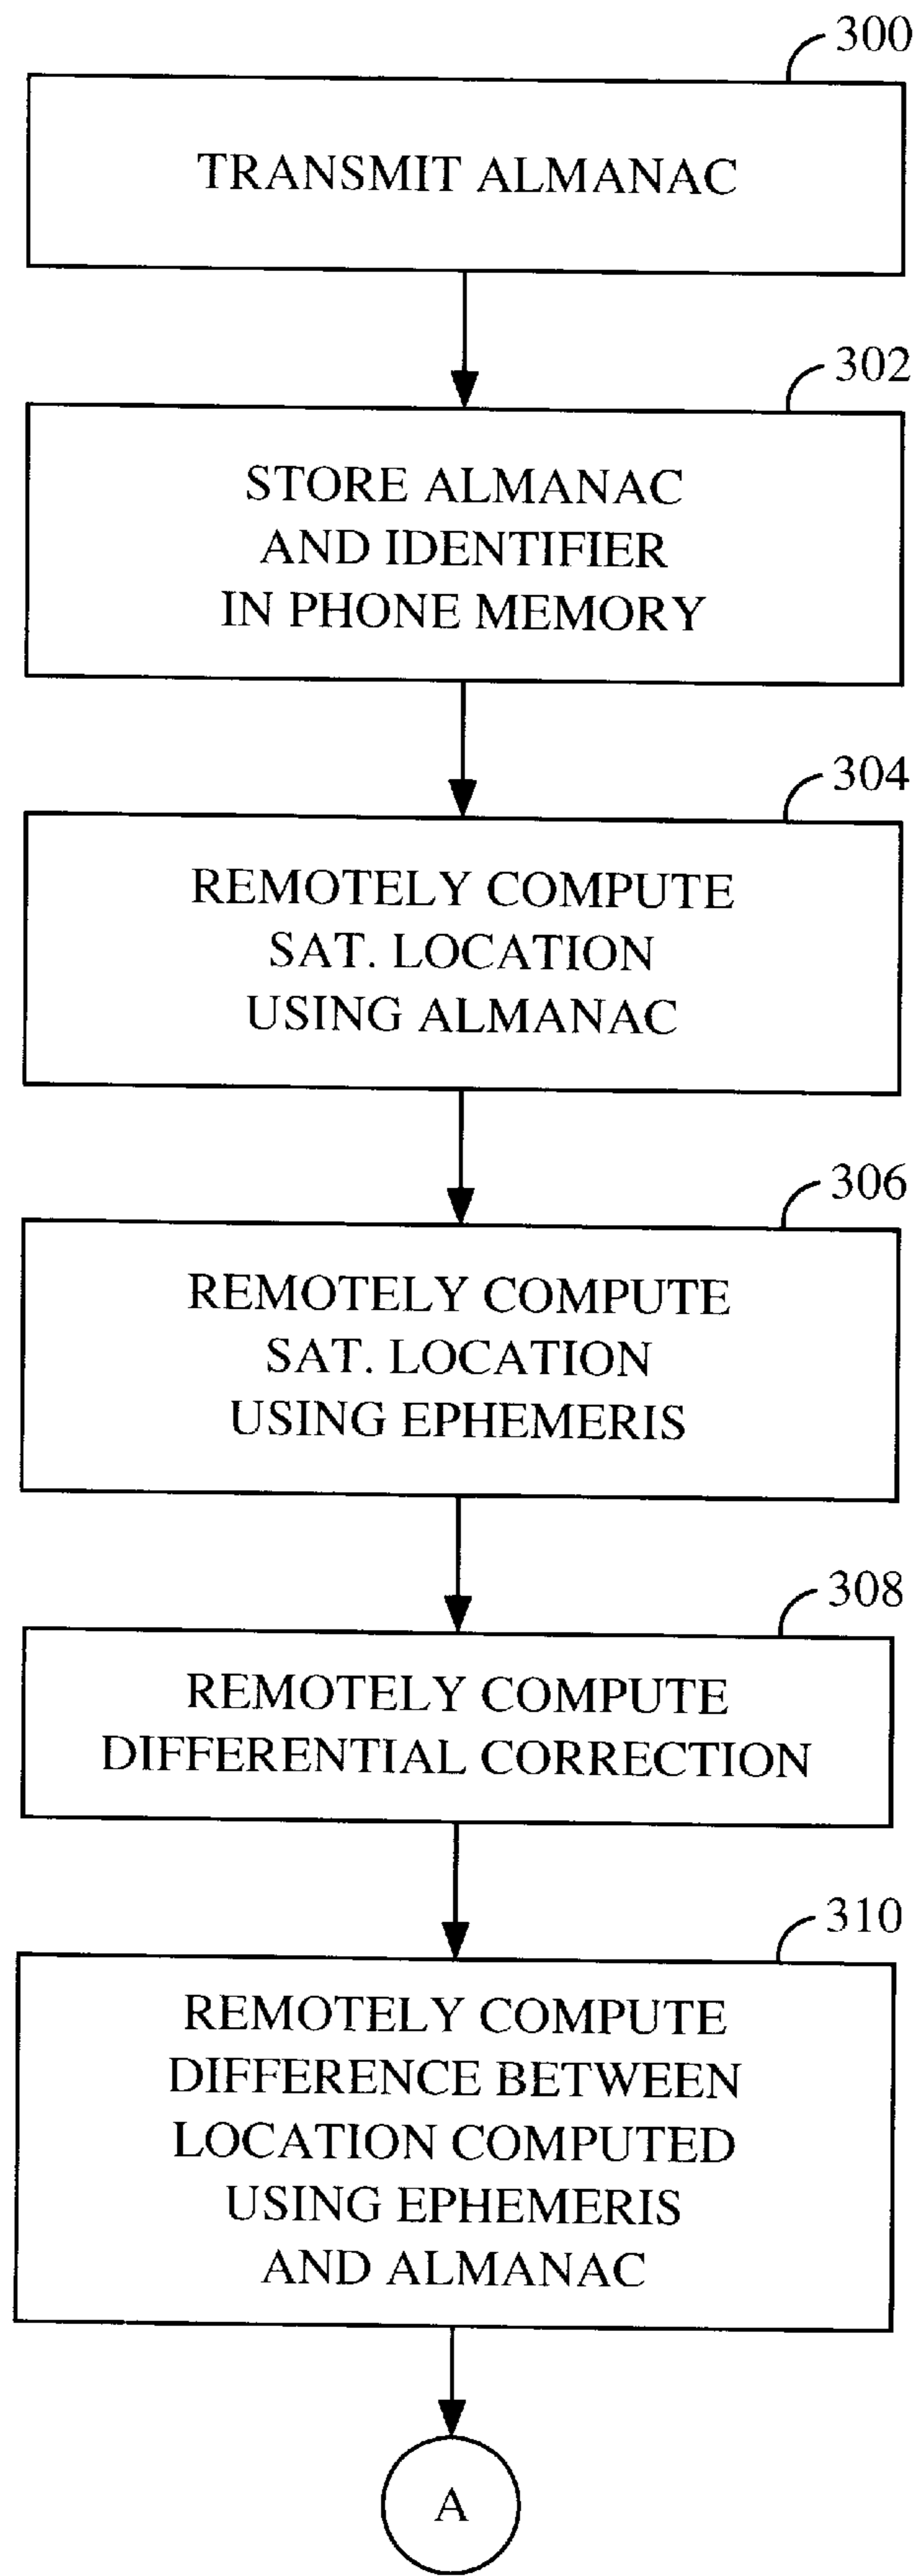 300
TRANSMIT ALMANAC
302
STORE ALMANAC
AND IDENTIFIER
IN PHONE MEMORY
304
REMOTELY COMPUTE
SAT. LOCATION
USING ALMANAC
306
REMOTELY COMPUTE
SAT. LOCATION
USING EPHEMERIS
308
REMOTELY COMPUTE
DIFFERENTIAL CORRECTION
310
REMOTELY COMPUTE
DIFFERENCE BETWEEN
LOCATION COMPUTED
USING EPHEMERIS
AND ALMANAC
A